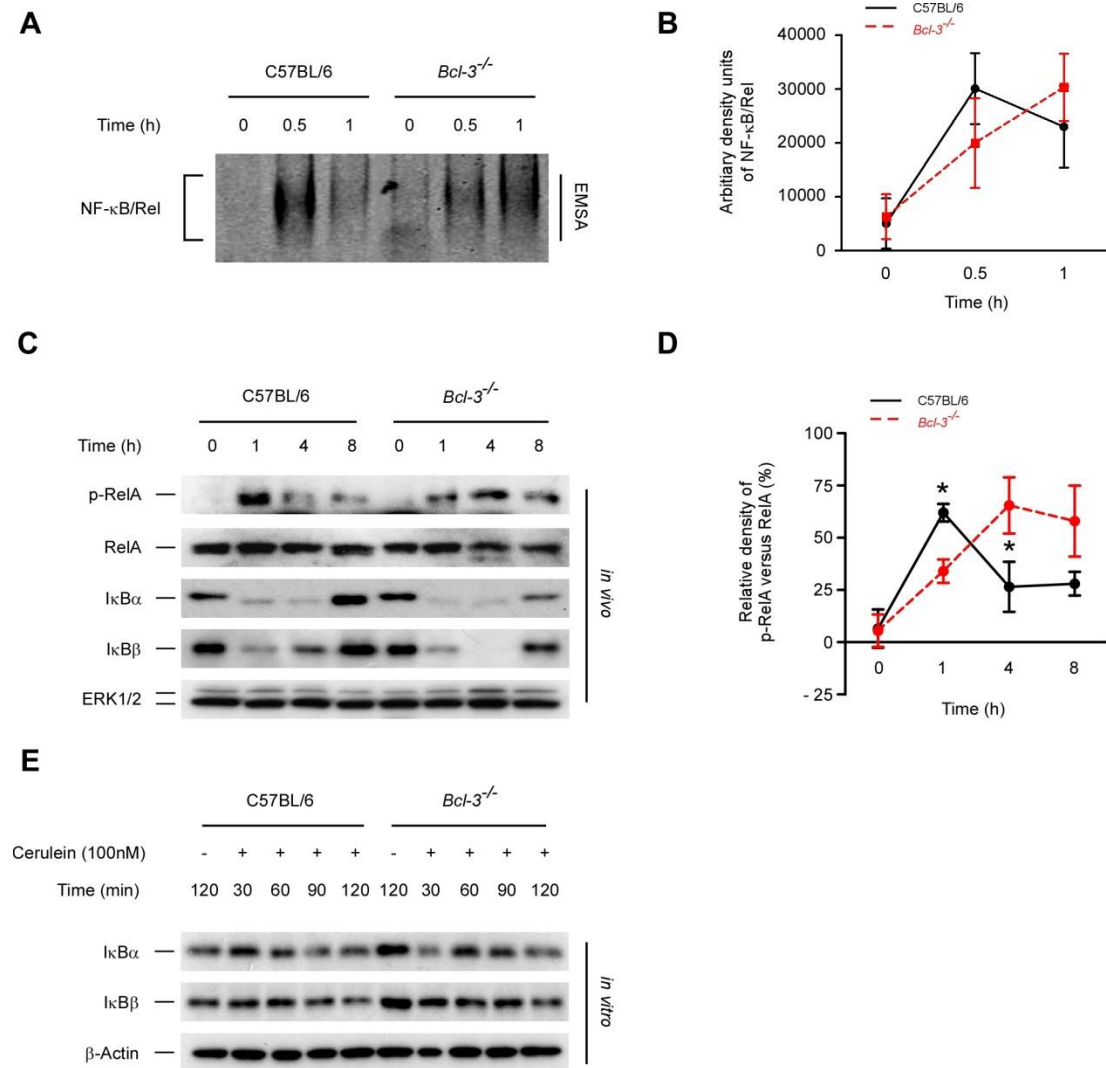 A
C57BL/6 Bcl-3-/-
Time (h) 0 0.5 1 0 0.5 1
NF-κB/Rel
EMSA
B
C57BL/6
Bcl-3-/-
Arbitiary density units
of NF-κB/Rel
40000
30000
20000
10000
0
0 0.5 1
Time (h)
C
C57BL/6 Bcl-3-/-
Time (h) 0 1 4 8 0 1 4 8
p-RelA
RelA
IκBα
IκBβ
ERK1/2
in vivo
D
C57BL/6
Bcl-3-/-
Relative density of
p-RelA versus RelA (%)
100
75
50
25
0
- 25
* *
0 1 4 8
Time (h)
E
C57BL/6 Bcl-3-/-
Cerulein (100nM) - + + + + - + + + +
Time (min) 120 30 60 90 120 120 30 60 90 120
IκBα
IκBβ
β-Actin
in vitro